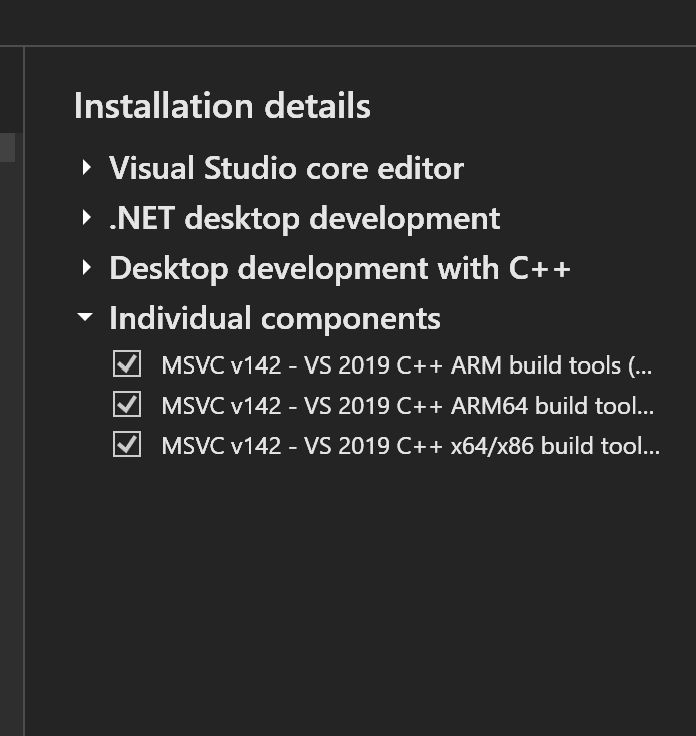 Installation details
Visual Studio core editor
.NET desktop development
Desktop development with C++
Individual components
MSVC v142 - VS 2019 C++ ARM build tools (...
MSVC v142 - VS 2019 C++ ARM64 build tool...
MSVC v142 - VS 2019 C++ x64/x86 build tool...